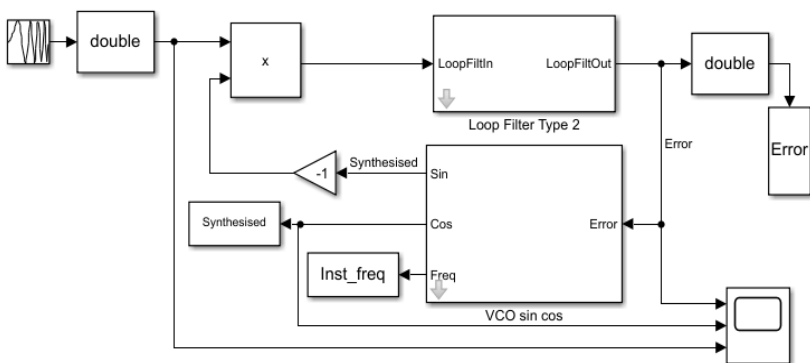 double
x
LoopFiltIn
LoopFiltOut
double
Loop Filter Type 2
Error
Error
-1
Synthesised
Sin
Synthesised
Cos
Error
Inst_freq
Freq
VCO sin cos